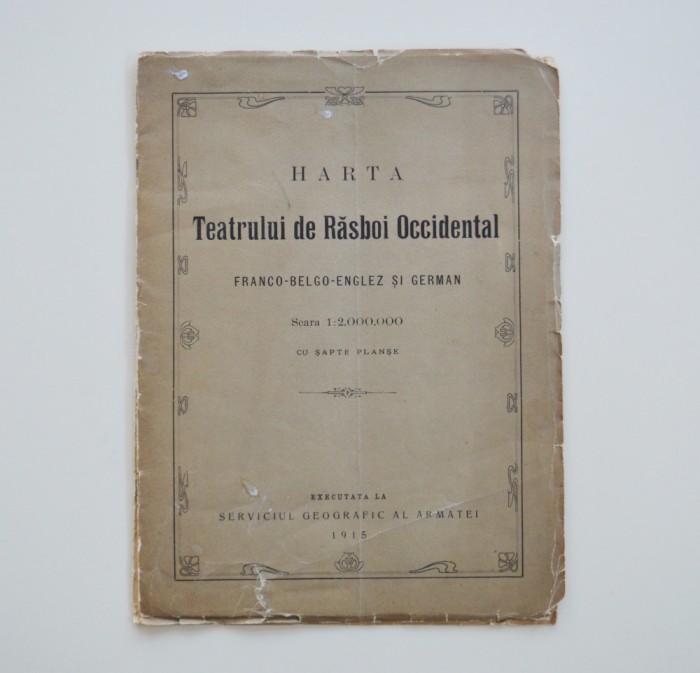 HARTA
Teatrului de Răsboi Occidental
FRANCO-BELGO-ENGLEZ ȘI GERMAN
Scara 1:2,000,000
CU ȘAPTE PLANȘE
EXECUTATA LA
SERVICIUL GEOGRAFIC AL ARMATEI
1915